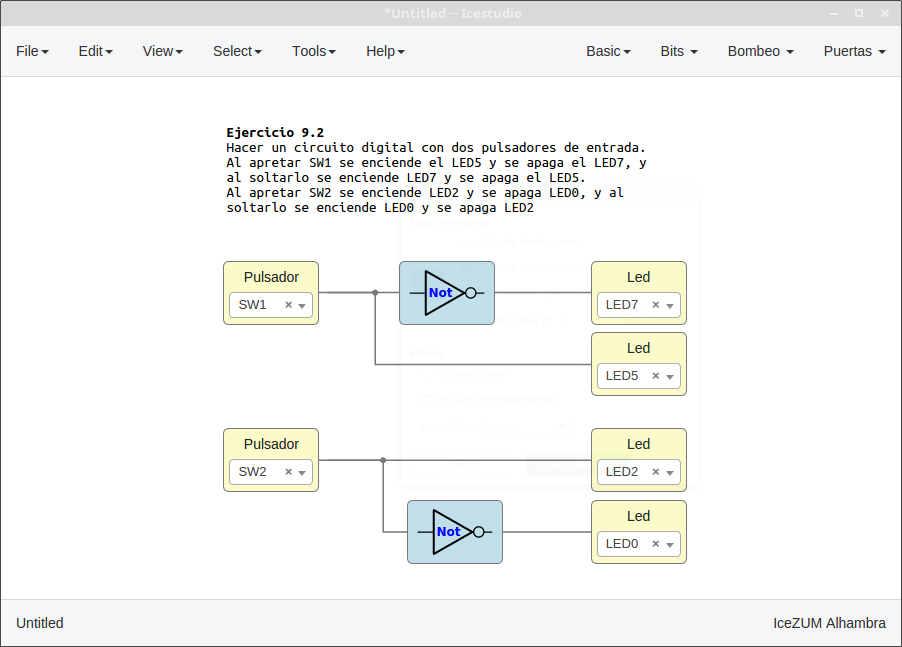 *Untitled – Icestudio
File Edit View Select Tools Help Basic Bits Bombeo Puertas
Ejercicio 9.2
Hacer un circuito digital con dos pulsadores de entrada.
Al apretar SW1 se enciende el LED5 y se apaga el LED7, y
al soltarlo se enciende LED7 y se apaga el LED5.
Al apretar SW2 se enciende LED2 y se apaga LED0, y al
soltarlo se enciende LED0 y se apaga LED2
Pulsador
SW1
Not
Led
LED7
Led
LED5
Pulsador
SW2
Led
LED2
Not
Led
LED0
Untitled IceZUM Alhambra